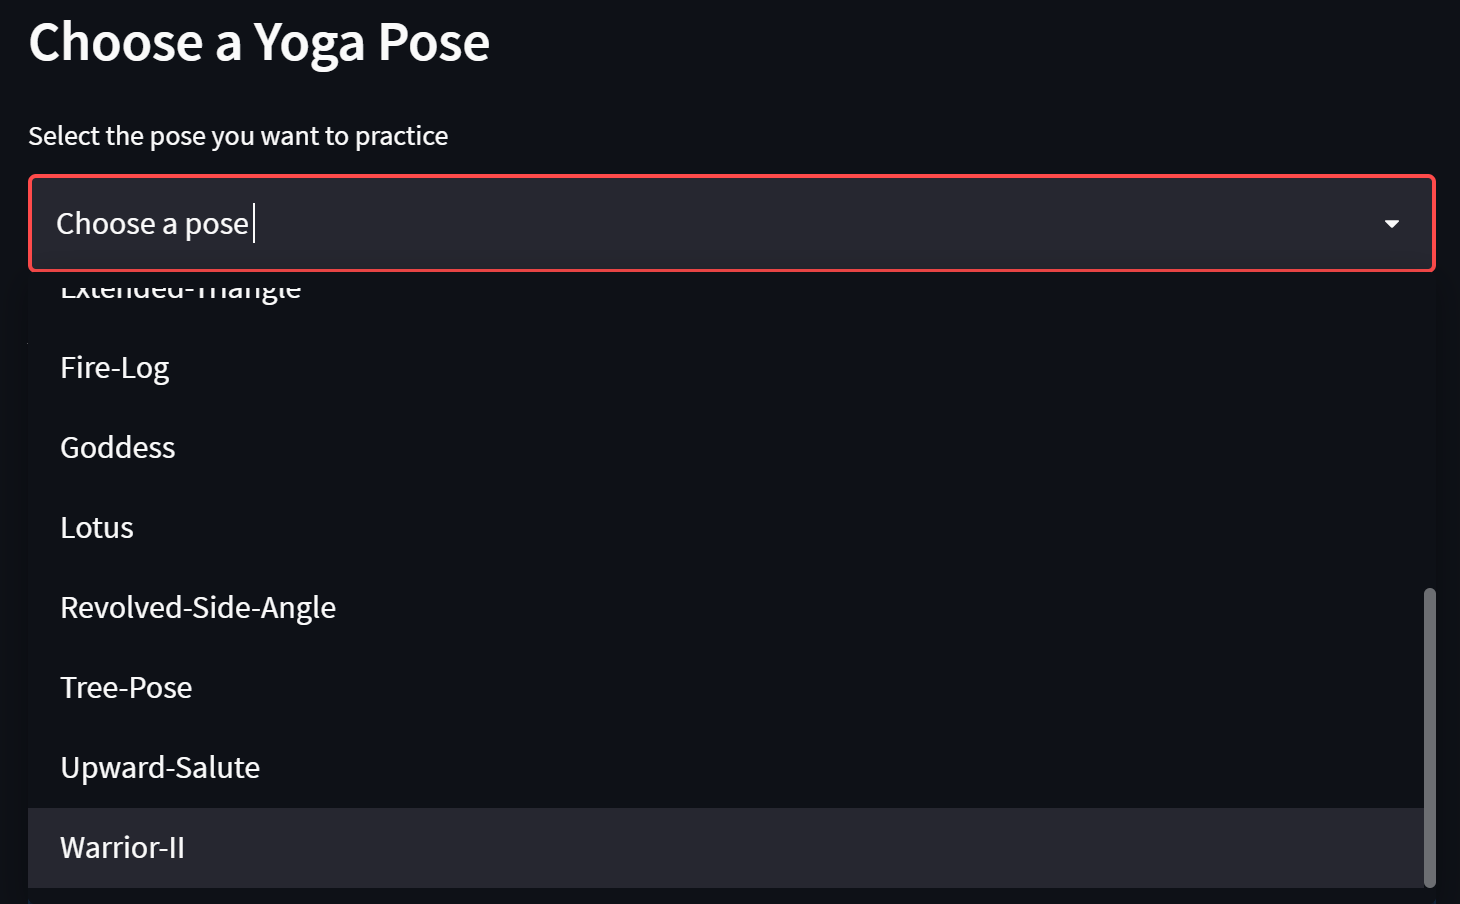 Choose a Yoga Pose
Select the pose you want to practice
Choose a pose
Extended-Triangle
Fire-Log
Goddess
Lotus
Revolved-Side-Angle
Tree-Pose
Upward-Salute
Warrior-II